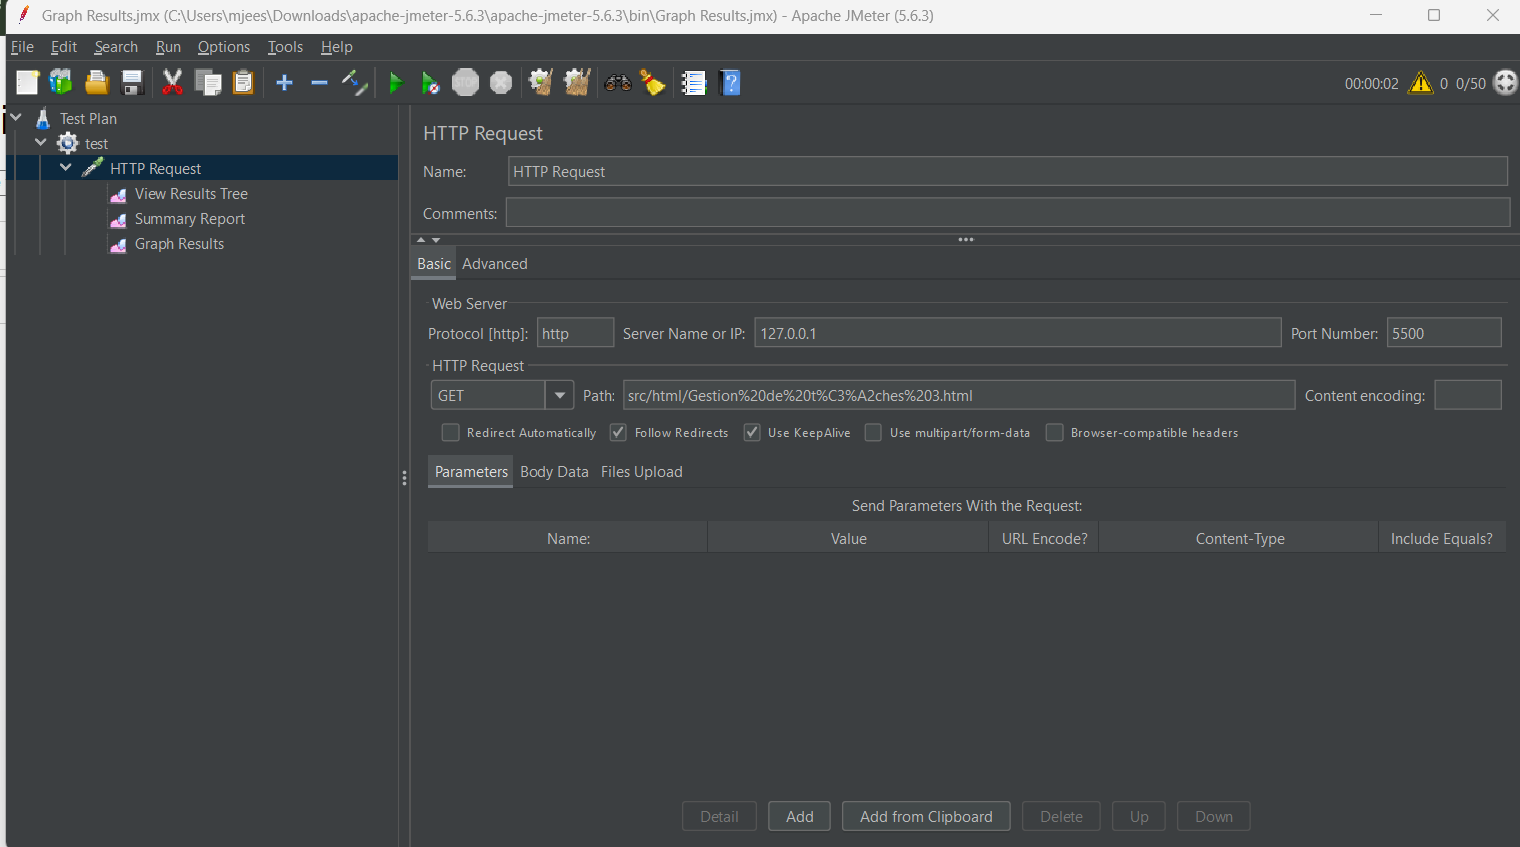 Graph Results.jmx (C:\Users\mjees\Downloads\apache-jmeter-5.6.3\apache-jmeter-5.6.3\bin\Graph Results.jmx) - Apache JMeter (5.6.3)
File Edit Search Run Options Tools Help
STOP 00:00:02 0 0/50
Test Plan
test
HTTP Request
View Results Tree
Summary Report
Graph Results
HTTP Request
Name: HTTP Request
Comments:
Basic Advanced
Web Server
Protocol [http]: http Server Name or IP: 127.0.0.1 Port Number: 5500
HTTP Request
GET Path: src/html/Gestion%20de%20t%C3%A2ches%203.html Content encoding:
Redirect Automatically Follow Redirects Use KeepAlive Use multipart/form-data Browser-compatible headers
Parameters Body Data Files Upload
Send Parameters With the Request:
Name: Value URL Encode? Content-Type Include Equals?
Detail Add Add from Clipboard Delete Up Down